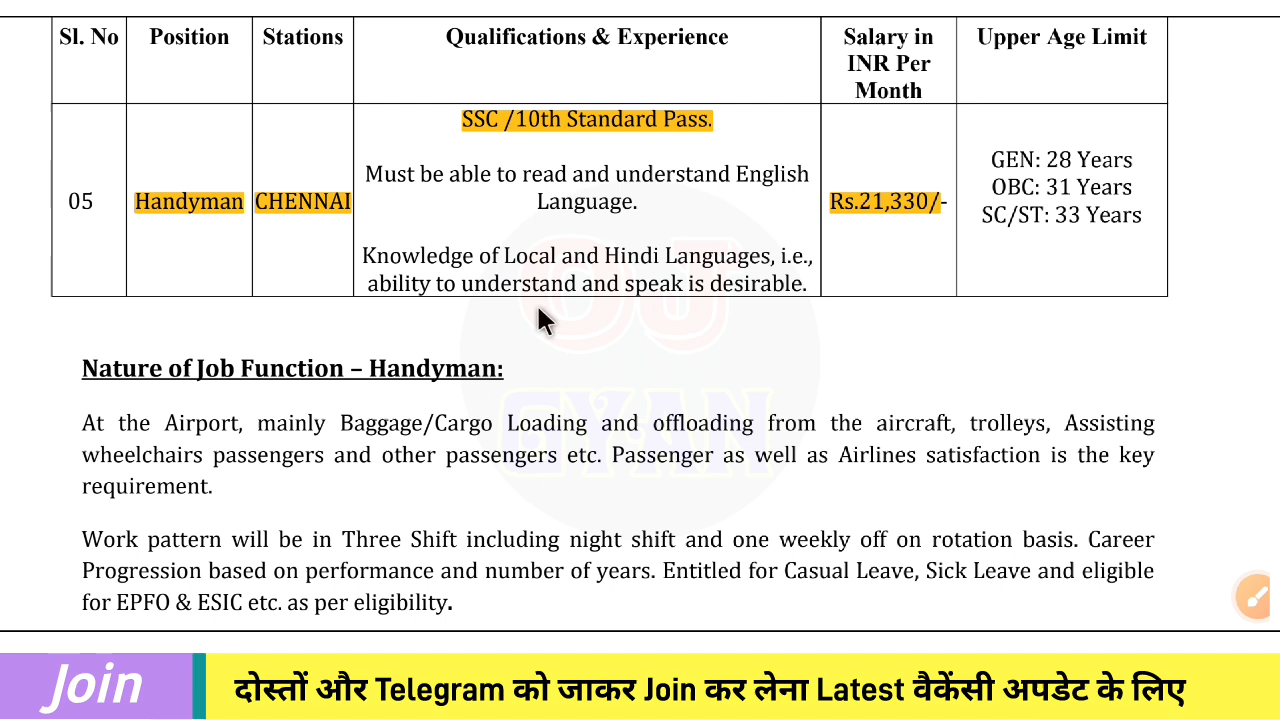 Sl. No Position Stations Qualifications & Experience Salary in INR Per Month Upper Age Limit
SSC /10th Standard Pass.
Must be able to read and understand English
Language.
Knowledge of Local and Hindi Languages, i.e.,
ability to understand and speak is desirable.
05 Handyman CHENNAI Rs.21,330/-
GEN: 28 Years
OBC: 31 Years
SC/ST: 33 Years
OJ
GYAN
Nature of Job Function – Handyman:
At the Airport, mainly Baggage/Cargo Loading and offloading from the aircraft, trolleys, Assisting
wheelchairs passengers and other passengers etc. Passenger as well as Airlines satisfaction is the key
requirement.
Work pattern will be in Three Shift including night shift and one weekly off on rotation basis. Career
Progression based on performance and number of years. Entitled for Casual Leave, Sick Leave and eligible
for EPFO & ESIC etc. as per eligibility.
Join
दोस्तों और Telegram को जाकर Join कर लेना Latest वैकेंसी अपडेट के लिए